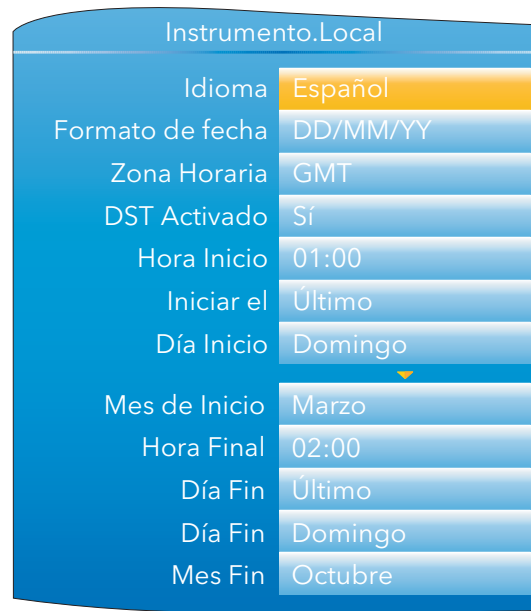 Instrumento.Local
Idioma Español
Formato de fecha DD/MM/YY
Zona Horaria GMT
DST Activado Sí
Hora Inicio 01:00
Iniciar el Último
Día Inicio Domingo
Mes de Inicio Marzo
Hora Final 02:00
Día Fin Último
Día Fin Domingo
Mes Fin Octubre